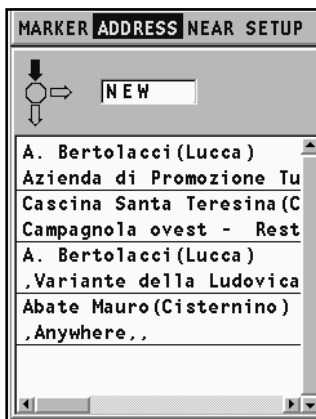 MARKER ADDRESS NEAR SETUP
NEW
A. Bertolacci(Lucca)
Azienda di Promozione Tu
Cascina Santa Teresina(C
Campagnola ovest - Rest
A. Bertolacci(Lucca)
,Variante della Ludovica
Abate Mauro(Cisternino)
,Anywhere,,